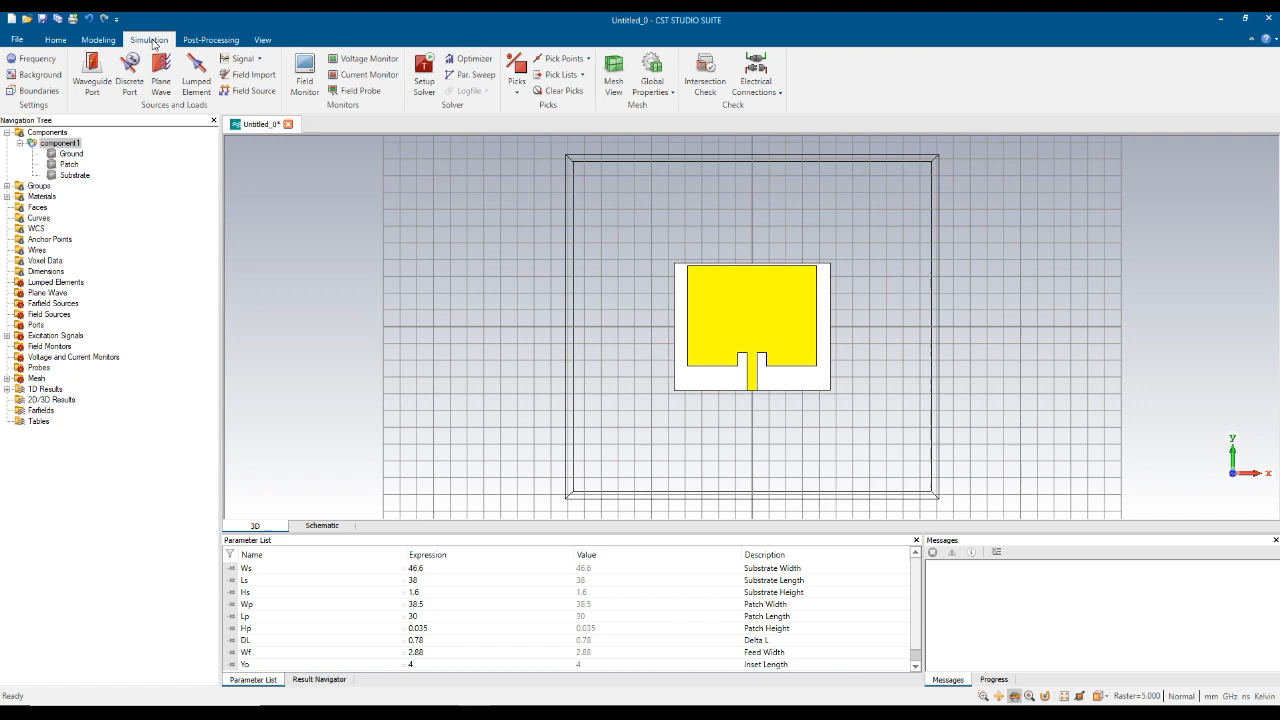 Untitled_0 - CST STUDIO SUITE
File Home Modeling Simulation Post-Processing View
Frequency
Background
Boundaries
Settings
Waveguide Port
Discrete Port
Plane Wave
Lumped Element
Signal
Field Import
Field Source
Sources and Loads
Field Monitor
Voltage Monitor
Current Monitor
Field Probe
Monitors
Setup Solver
Optimizer
Par. Sweep
Logfile
Solver
Picks
Pick Points
Pick Lists
Clear Picks
Picks
Mesh View
Global Properties
Mesh
Intersection Check
Electrical Connections
Check
Navigation Tree
Components
component1
Ground
Patch
Substrate
Groups
Materials
Faces
Curves
WCS
Anchor Points
Wires
Voxel Data
Dimensions
Lumped Elements
Plane Wave
Farfield Sources
Field Sources
Ports
Excitation Signals
Field Monitors
Voltage and Current Monitors
Probes
Mesh
1D Results
2D/3D Results
Farfields
Tables
Untitled_0*
y
x
3D Schematic
Parameter List
Name Expression Value Description
Ws = 46.6 46.6 Substrate Width
Ls = 38 38 Substrate Length
Hs = 1.6 1.6 Substrate Height
Wp = 38.5 38.5 Patch Width
Lp = 30 30 Patch Length
Hp = 0.035 0.035 Patch Height
DL = 0.78 0.78 Delta L
Wf = 2.88 2.88 Feed Width
Yo = 4 4 Inset Length
Parameter List Result Navigator
Messages
Messages Progress
Ready
Raster=5.000 Normal mm GHz ns Kelvin